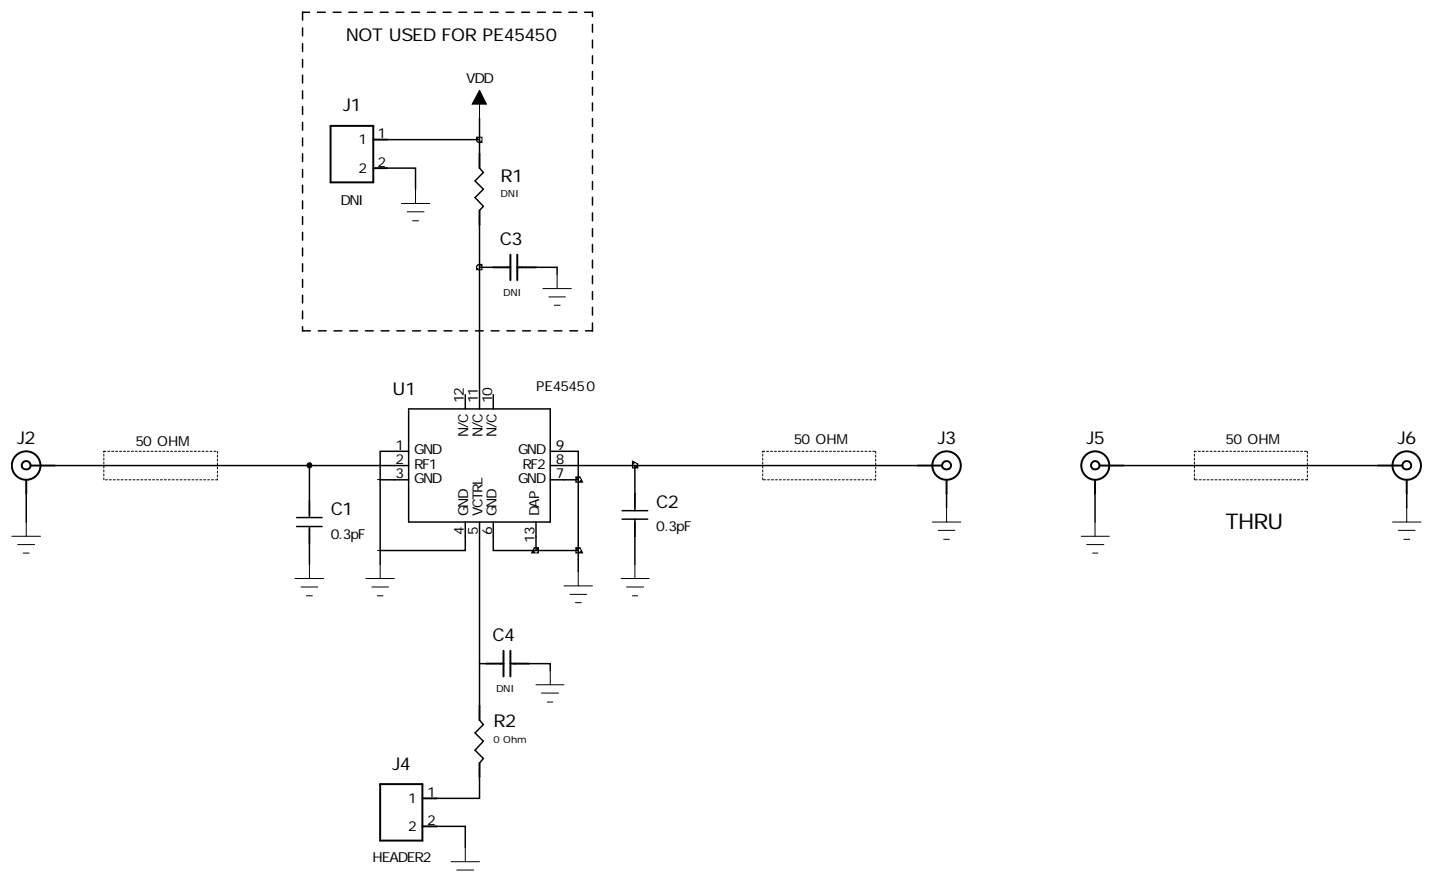 NOT USED FOR PE45450
VDD
J1
1 1
2 2
DNI
R1
DNI
C3
DNI
U1
PE45450
12 11 10
N/C N/C N/C
1 GND
2 RF1
3 GND
GND 9
RF2 8
GND 7
GND VCTRL GND DAP
4 5 6 13
J2
50 OHM
C1
0.3pF
C2
0.3pF
50 OHM
J3
J5
50 OHM
J6
THRU
C4
DNI
R2
0 Ohm
J4
1 1
2 2
HEADER2